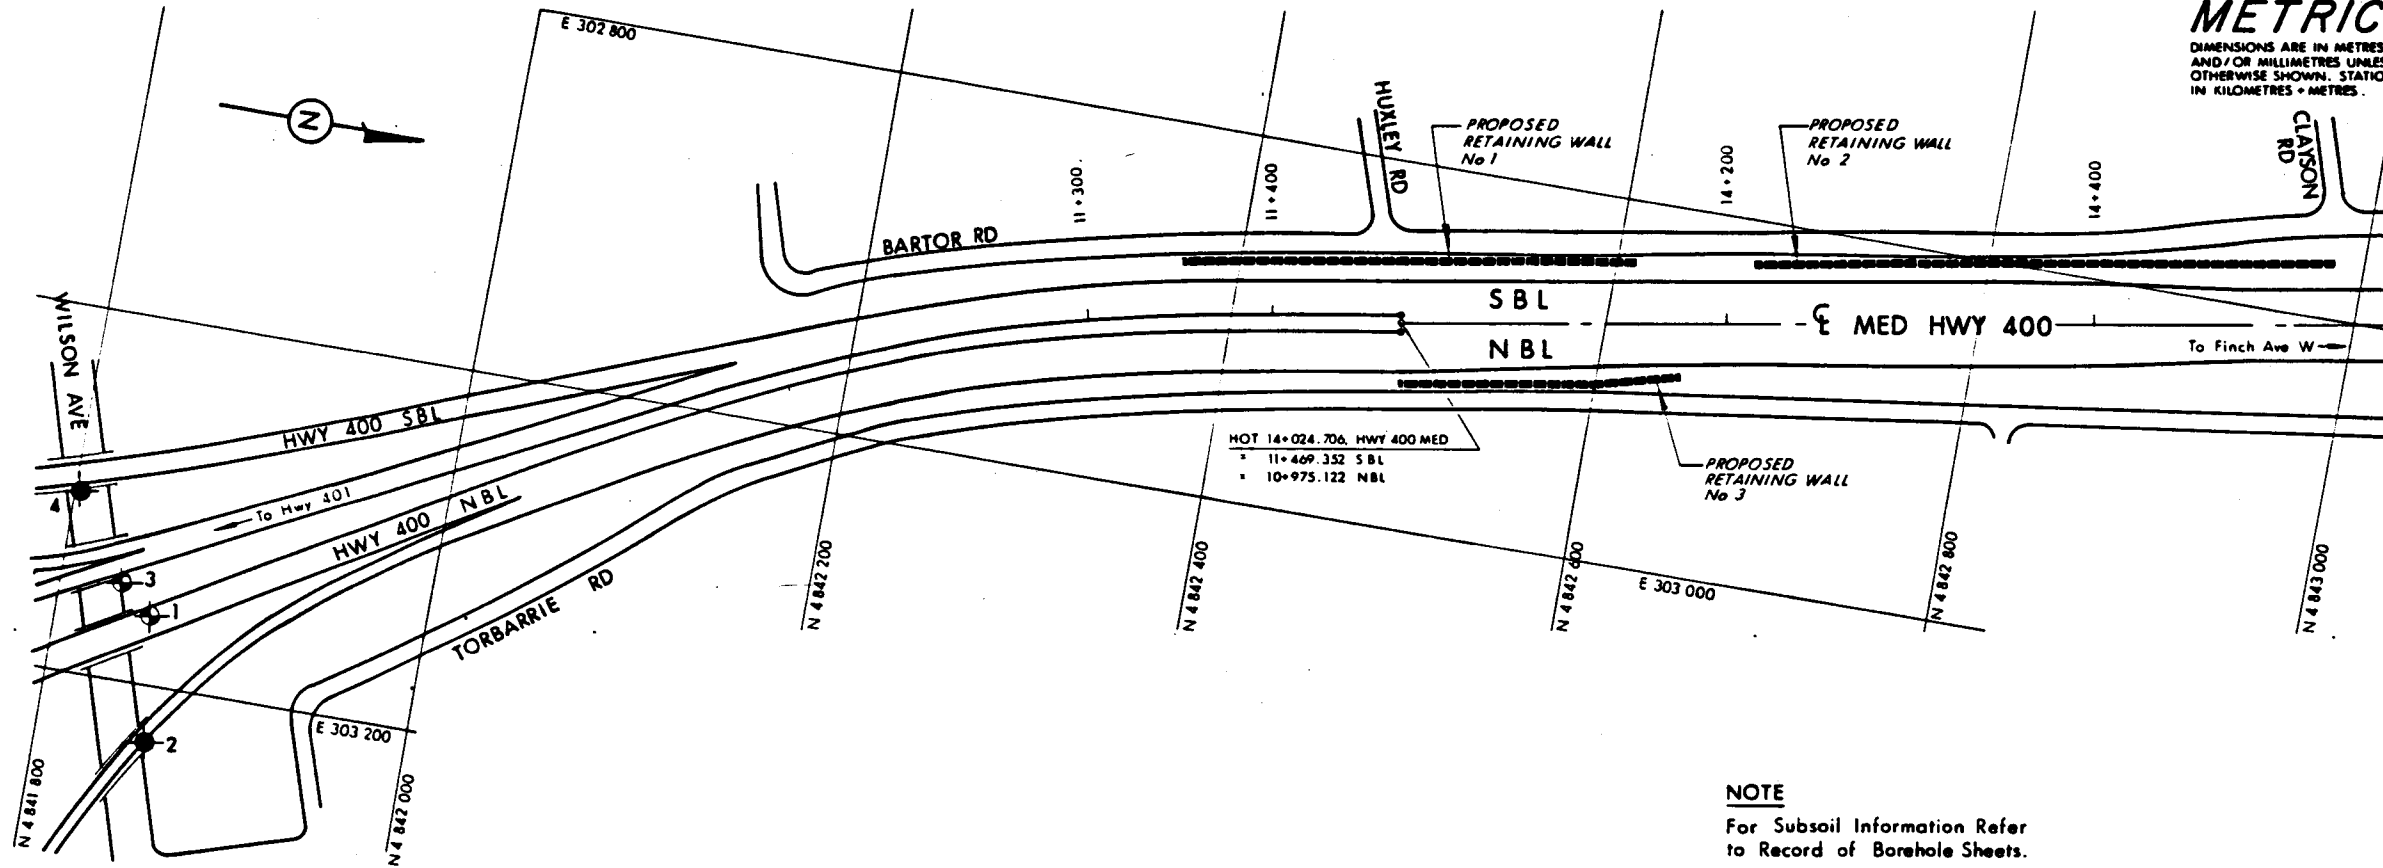 METRIC
DIMENSIONS ARE IN METRES
AND/OR MILLIMETRES UNLES
OTHERWISE SHOWN. STATIO
IN KILOMETRES + METRES.
E 302 800
N
HUXLEY RD
PROPOSED
RETAINING WALL
No 1
PROPOSED
RETAINING WALL
No 2
CLAYSON
RD
11+300
11+400
14+200
14+400
BARTOR RD
SBL
℄ MED HWY 400
NBL
To Finch Ave W
WILSON AVE
HWY 400 SBL
To Hwy 401
HWY 400 NBL
4
3
1
2
TORBARRIE RD
HOT 14+024.706, HWY 400 MED
= 11+469.352 SBL
= 10+975.122 NBL
PROPOSED
RETAINING WALL
No 3
E 303 000
E 303 200
N 4 841 800
N 4 842 000
N 4 842 200
N 4 842 400
N 4 842 600
N 4 842 800
N 4 843 000
NOTE
For Subsoil Information Refer
to Record of Borehole Sheets.